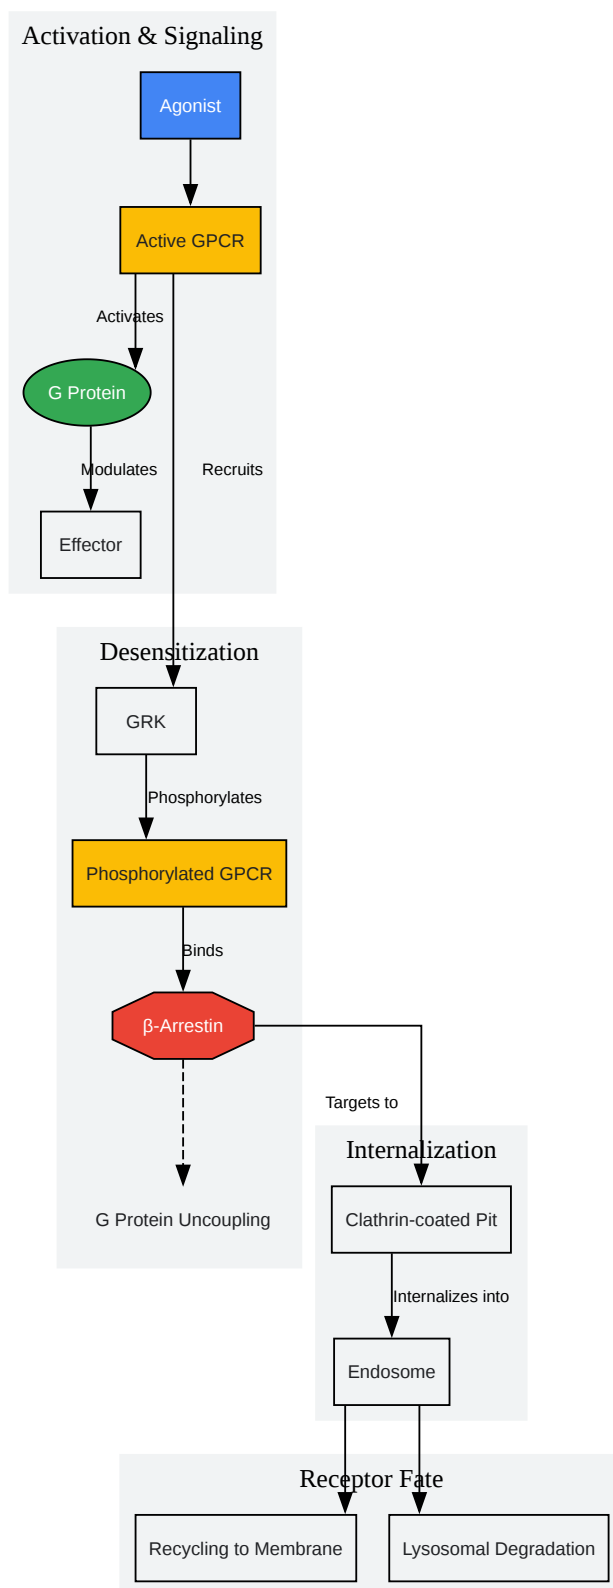 Activation & Signaling
Agonist
Active GPCR
Activates
G Protein
Modulates
Recruits
Effector
Desensitization
GRK
Phosphorylates
Phosphorylated GPCR
Binds
β-Arrestin
Targets to
Internalization
G Protein Uncoupling
Clathrin-coated Pit
Internalizes into
Endosome
Receptor Fate
Recycling to Membrane
Lysosomal Degradation